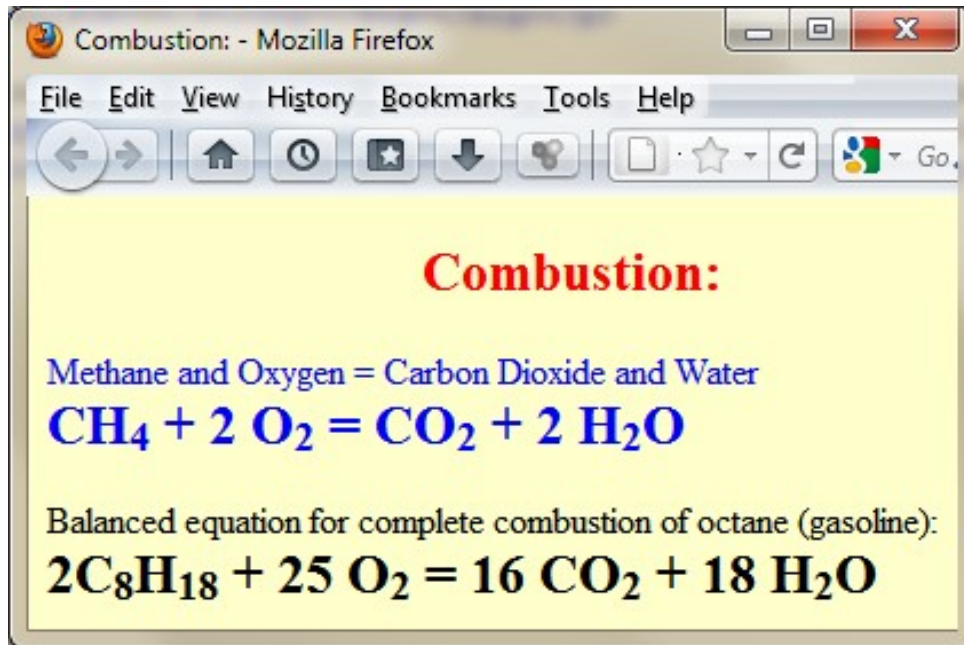 Combustion: - Mozilla Firefox
File Edit View History Bookmarks Tools Help
Go
Combustion:
Methane and Oxygen = Carbon Dioxide and Water
CH₄ + 2 O₂ = CO₂ + 2 H₂O
Balanced equation for complete combustion of octane (gasoline):
2C₈H₁₈ + 25 O₂ = 16 CO₂ + 18 H₂O